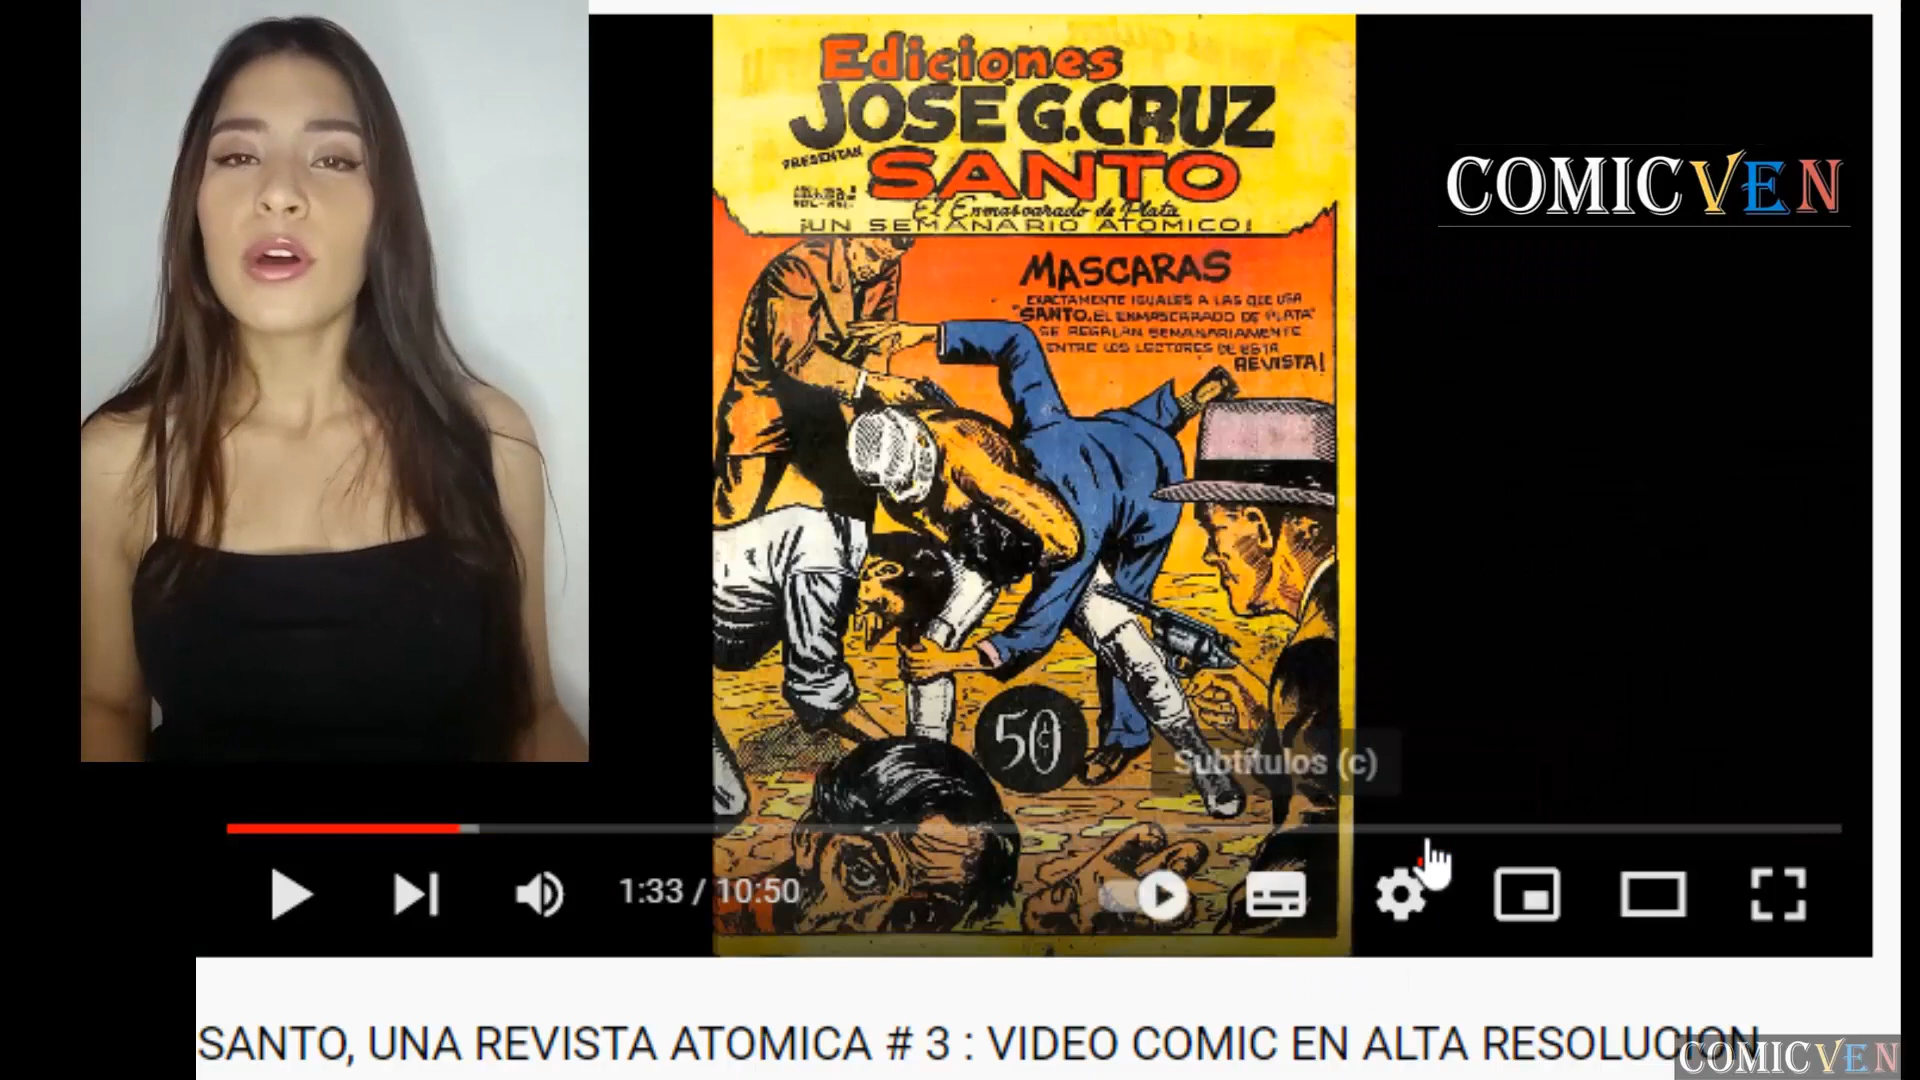 Ediciones
JOSE G. CRUZ
PRESENTAN
SANTO
El Enmascarado de Plata
¡UN SEMANARIO ATOMICO!
MASCARAS
EXACTAMENTE IGUALES A LAS QUE USA
"SANTO, EL ENMASCARADO DE PLATA"
SE REGALAN SEMANARIAMENTE
ENTRE LOS LECTORES DE ESTA
REVISTA!
50¢
COMICVEN
Subtítulos (c)
1:33 / 10:50
SANTO, UNA REVISTA ATOMICA # 3 : VIDEO COMIC EN ALTA RESOLUCION
COMICVEN